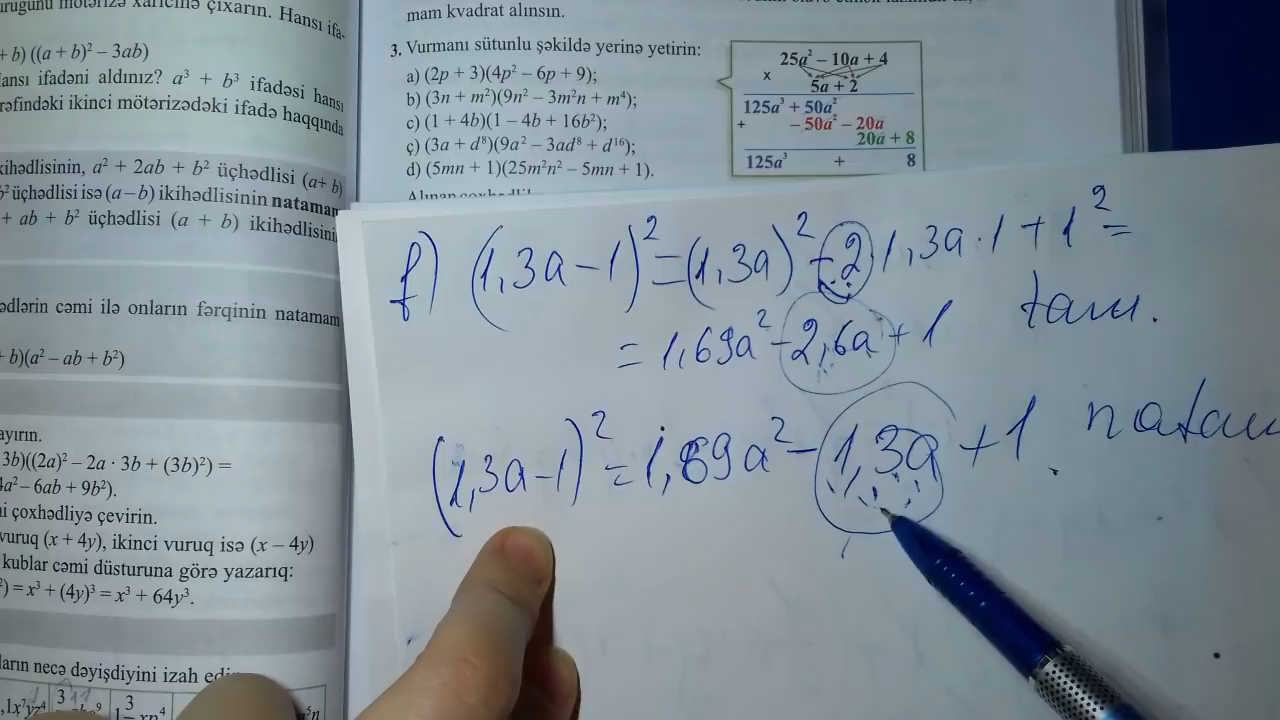 çıxarın. Hansı ifa-
+ b) ((a + b)² – 3ab)
ansı ifadəni aldınız? a³ + b³ ifadəsi hansı
rəfindəki ikinci mötərizədəki ifadə haqqında
kihədlisinin, a² + 2ab + b² üçhədlisi (a + b)
b² üçhədlisi isə (a – b) ikihədlisinin natamam
+ ab + b² üçhədlisi (a + b) ikihədlisini
ədlərin cəmi ilə onların fərqinin natamam
+ b)(a² – ab + b²)
ayırın.
3b)((2a)² – 2a · 3b + (3b)²) =
4a² – 6ab + 9b²).
ni çoxhədliyə çevirin.
vuruq (x + 4y), ikinci vuruq isə (x – 4y)
kublar cəmi düsturuna görə yazarıq:
²) = x³ + (4y)³ = x³ + 64y³.
ların necə dəyişdiyini izah
mam kvadrat alınsın.
3. Vurmanı sütunlu şəkildə yerinə yetirin:
a) (2p + 3)(4p² – 6p + 9);
b) (3n + m²)(9n² – 3m²n + m⁴);
c) (1 + 4b)(1 – 4b + 16b²);
ç) (3a + d⁸)(9a² – 3ad⁸ + d¹⁶);
d) (5mn + 1)(25m²n² – 5mn + 1).
25a² – 10a + 4
x
5a + 2
125a³ + 50a²
+ – 50a² – 20a
20a + 8
125a³ + 8
f) (1,3a – 1)² = (1,3a)² – 2 1,3a · 1 + 1² =
= 1,69a² – 2,6a + 1 tam.
(1,3a – 1)² = 1,69a² – 1,3a + 1. natam